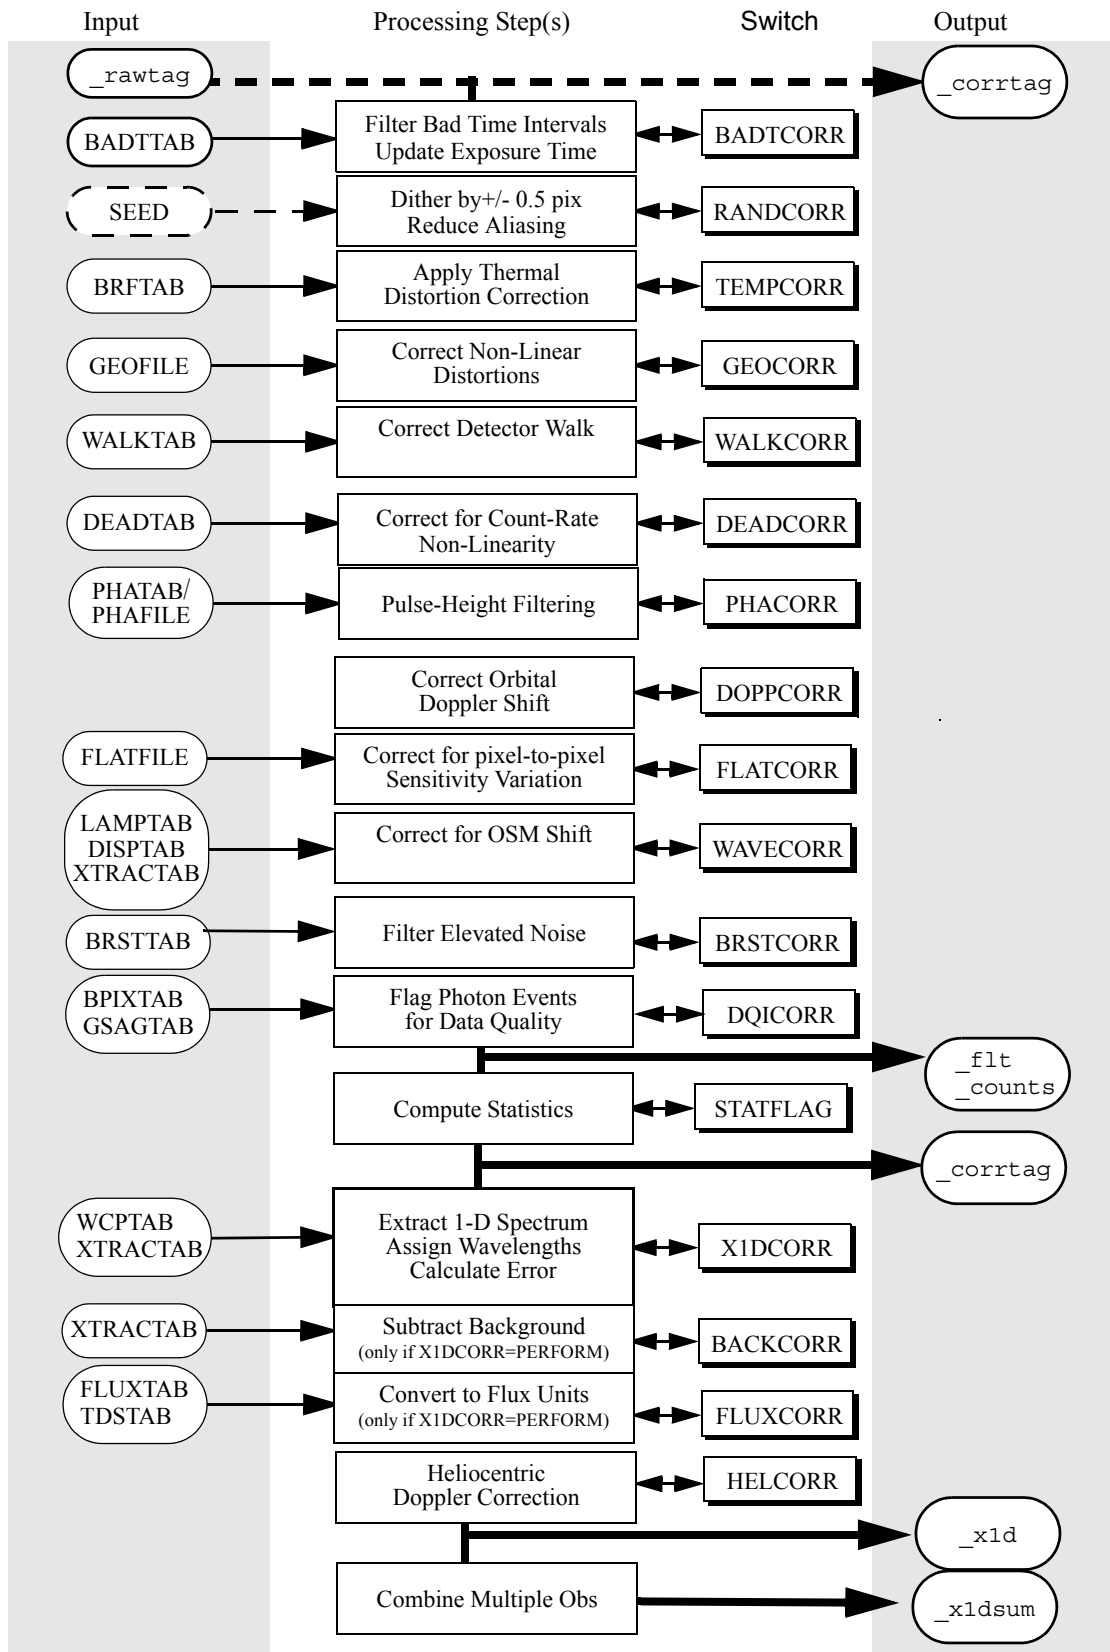 Input
Processing Step(s)
Switch
Output
_rawtag
_corrtag
BADTTAB
Filter Bad Time Intervals
Update Exposure Time
BADTCORR
SEED
Dither by+/- 0.5 pix
Reduce Aliasing
RANDCORR
BRFTAB
Apply Thermal
Distortion Correction
TEMPCORR
GEOFILE
Correct Non-Linear
Distortions
GEOCORR
WALKTAB
Correct Detector Walk
WALKCORR
DEADTAB
Correct for Count-Rate
Non-Linearity
DEADCORR
PHATAB/
PHAFILE
Pulse-Height Filtering
PHACORR
Correct Orbital
Doppler Shift
DOPPCORR
FLATFILE
Correct for pixel-to-pixel
Sensitivity Variation
FLATCORR
LAMPTAB
DISPTAB
XTRACTAB
Correct for OSM Shift
WAVECORR
BRSTTAB
Filter Elevated Noise
BRSTCORR
BPIXTAB
GSAGTAB
Flag Photon Events
for Data Quality
DQICORR
_flt
_counts
Compute Statistics
STATFLAG
_corrtag
WCPTAB
XTRACTAB
Extract 1-D Spectrum
Assign Wavelengths
Calculate Error
X1DCORR
XTRACTAB
Subtract Background
(only if X1DCORR=PERFORM)
BACKCORR
FLUXTAB
TDSTAB
Convert to Flux Units
(only if X1DCORR=PERFORM)
FLUXCORR
Heliocentric
Doppler Correction
HELCORR
_x1d
Combine Multiple Obs
_x1dsum